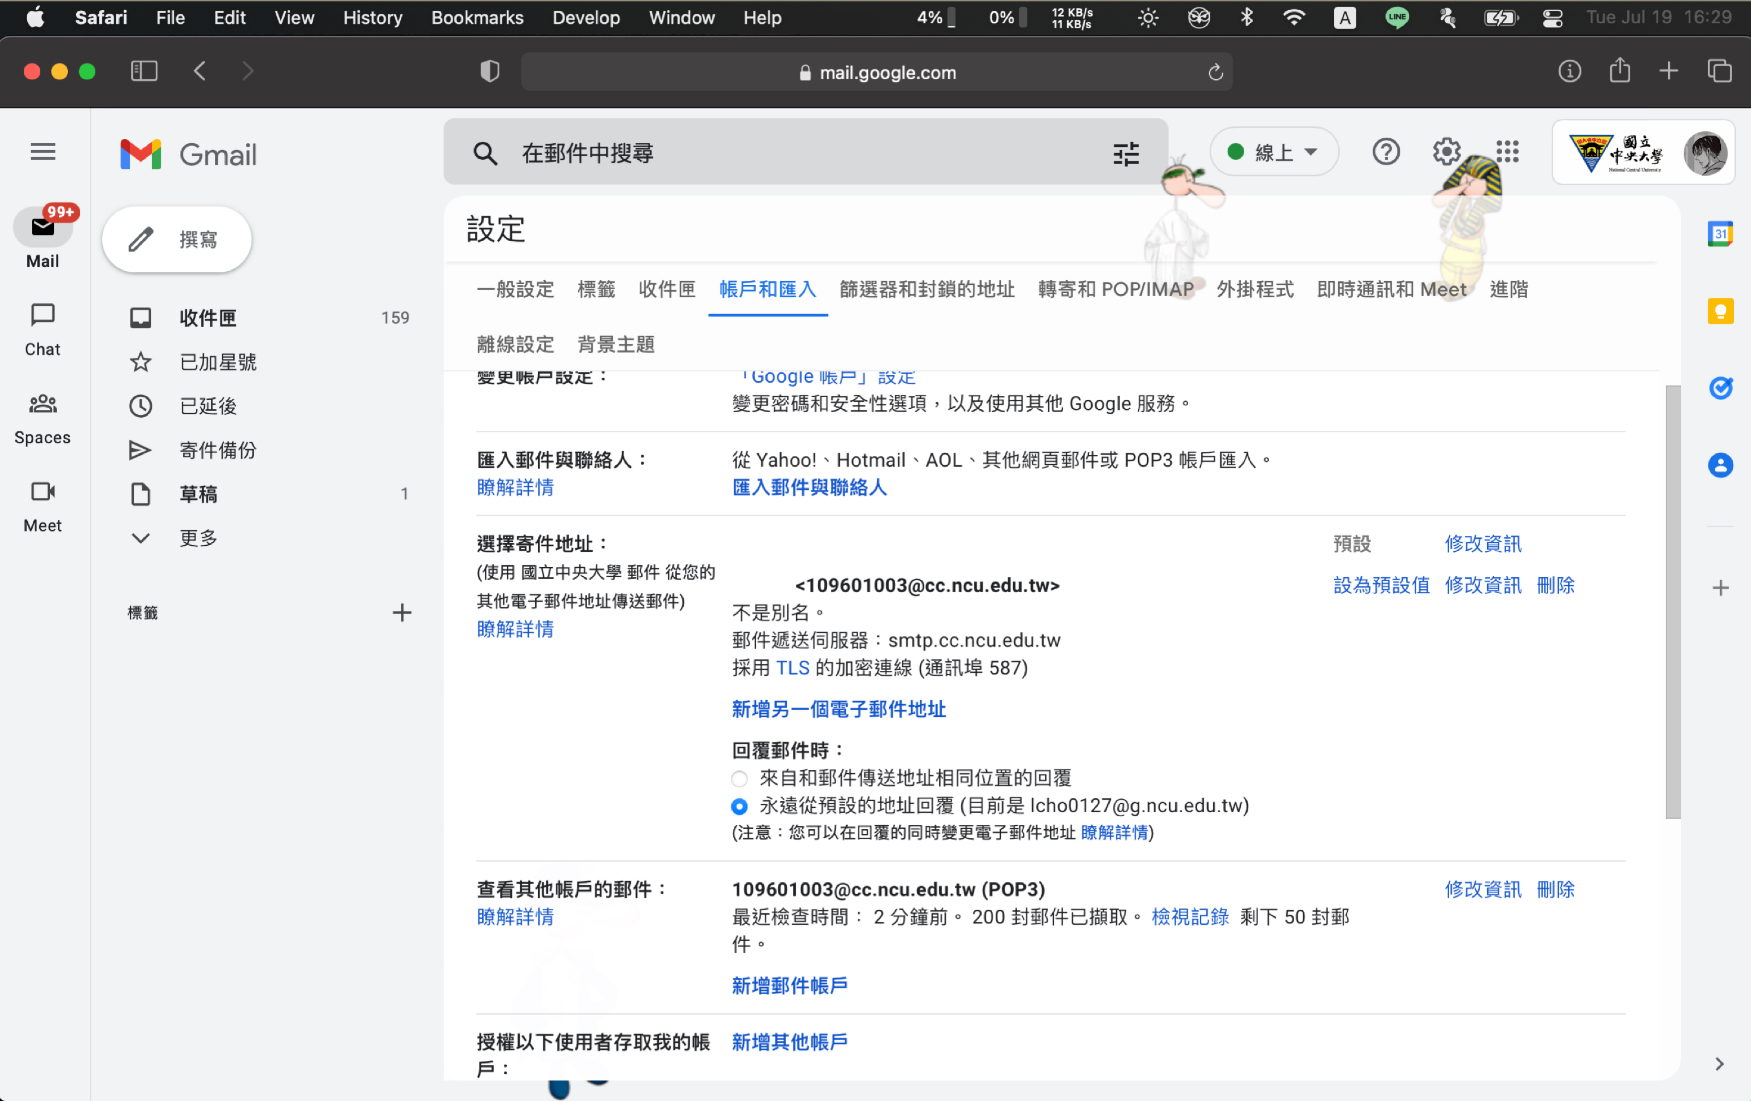 Safari File Edit View History Bookmarks Develop Window Help 4% 0% 12 KB/s 11 KB/s A LINE Tue Jul 19 16:29
mail.google.com
Gmail
在郵件中搜尋
線上
國立
中央大學
National Central University
99+
Mail
Chat
Spaces
Meet
撰寫
收件匣 159
已加星號
已延後
寄件備份
草稿 1
更多
標籤
設定
一般設定 標籤 收件匣 帳戶和匯入 篩選器和封鎖的地址 轉寄和 POP/IMAP 外掛程式 即時通訊和 Meet 進階
離線設定 背景主題
變更帳戶設定：
「Google 帳戶」設定
變更密碼和安全性選項，以及使用其他 Google 服務。
匯入郵件與聯絡人：
瞭解詳情
從 Yahoo!、Hotmail、AOL、其他網頁郵件或 POP3 帳戶匯入。
匯入郵件與聯絡人
選擇寄件地址：
(使用 國立中央大學 郵件 從您的
其他電子郵件地址傳送郵件)
瞭解詳情
預設 修改資訊
<109601003@cc.ncu.edu.tw> 設為預設值 修改資訊 刪除
不是別名。
郵件遞送伺服器：smtp.cc.ncu.edu.tw
採用 TLS 的加密連線 (通訊埠 587)
新增另一個電子郵件地址
回覆郵件時：
來自和郵件傳送地址相同位置的回覆
永遠從預設的地址回覆 (目前是 lcho0127@g.ncu.edu.tw)
(注意：您可以在回覆的同時變更電子郵件地址 瞭解詳情)
查看其他帳戶的郵件：
瞭解詳情
109601003@cc.ncu.edu.tw (POP3) 修改資訊 刪除
最近檢查時間： 2 分鐘前。 200 封郵件已擷取。 檢視記錄 剩下 50 封郵
件。
新增郵件帳戶
授權以下使用者存取我的帳
戶：
新增其他帳戶
31